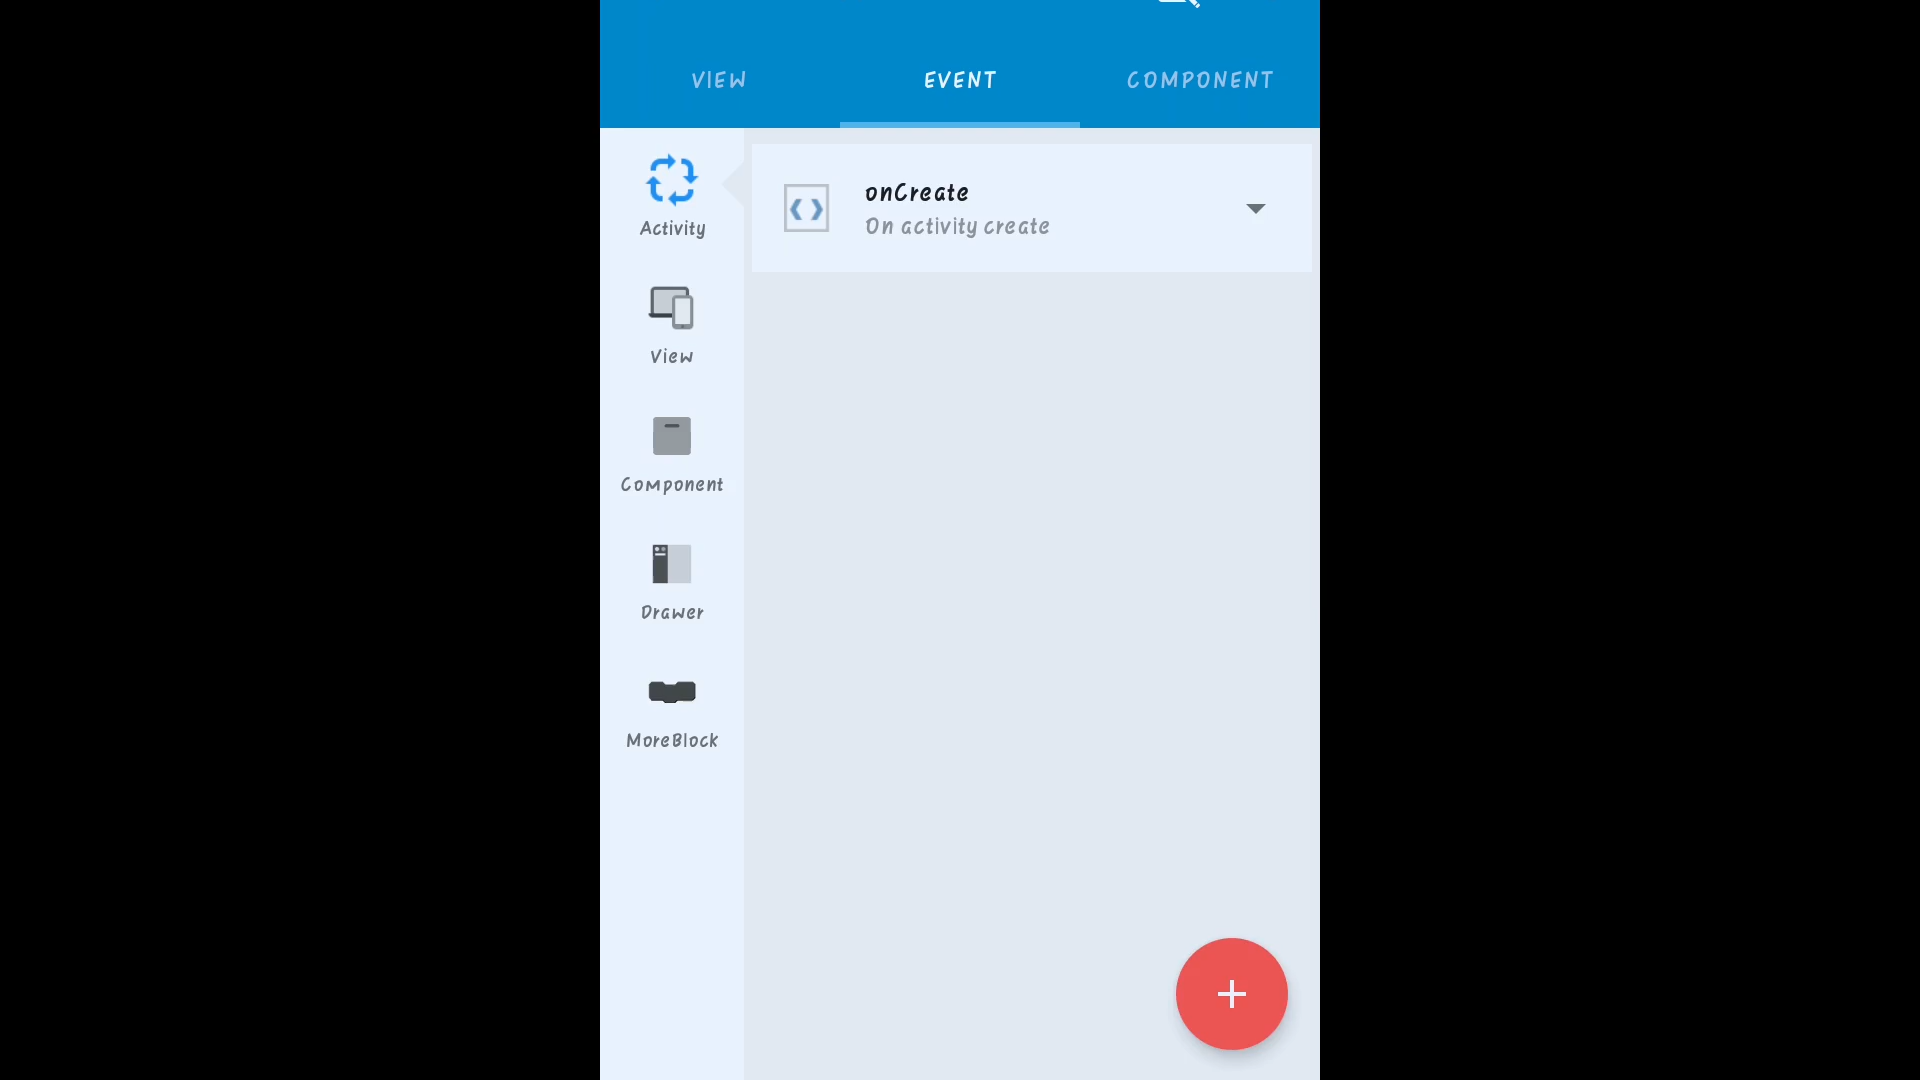 VIEW
EVENT
COMPONENT
Activity
onCreate
On activity create
View
Component
Drawer
MoreBlock